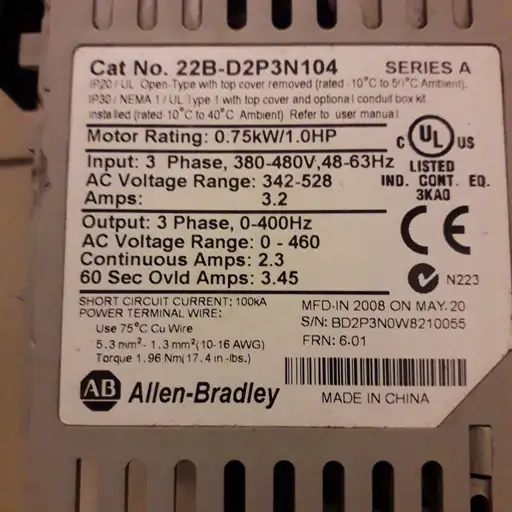 Cat No. 22B-D2P3N104 SERIES A
IP20 / UL Open-Type with top cover removed (rated -10°C to 50°C Ambient).
IP30 / NEMA 1 / UL Type 1 with top cover and optional conduit box kit
installed (rated -10°C to 40°C Ambient) Refer to user manual
Motor Rating: 0.75kW/1.0HP
C UL US
LISTED
IND. CONT. EQ.
3KA0
Input: 3 Phase, 380-480V,48-63Hz
AC Voltage Range: 342-528
Amps: 3.2
CE
Output: 3 Phase, 0-400Hz
AC Voltage Range: 0 - 460
Continuous Amps: 2.3
60 Sec Ovld Amps: 3.45
N223
SHORT CIRCUIT CURRENT: 100kA
POWER TERMINAL WIRE:
Use 75°C Cu Wire
5.3 mm² - 1.3 mm² (10-16 AWG)
Torque 1.96 Nm(17.4 in -lbs.)
MFD.IN 2008 ON MAY.20
S/N: BD2P3N0W8210055
FRN: 6.01
AB Allen-Bradley
MADE IN CHINA